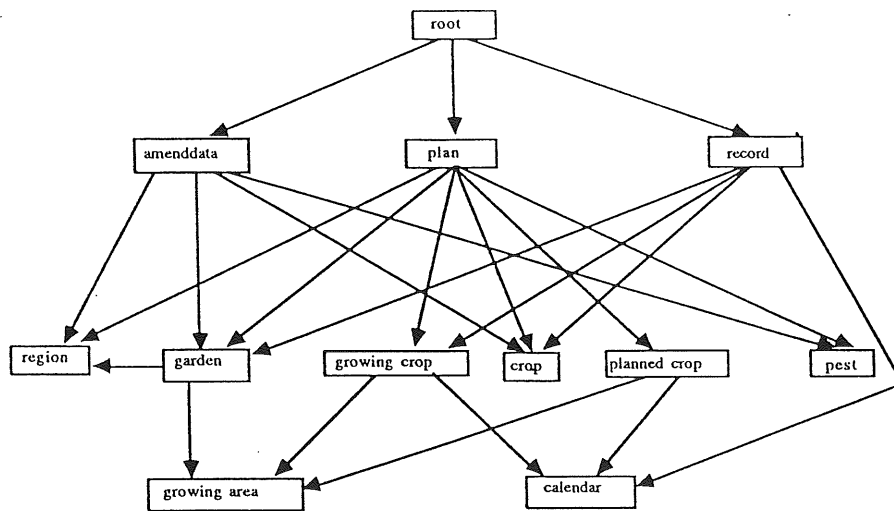 root
amenddata
plan
record
region
garden
growing crop
crop
planned crop
pest
growing area
calendar